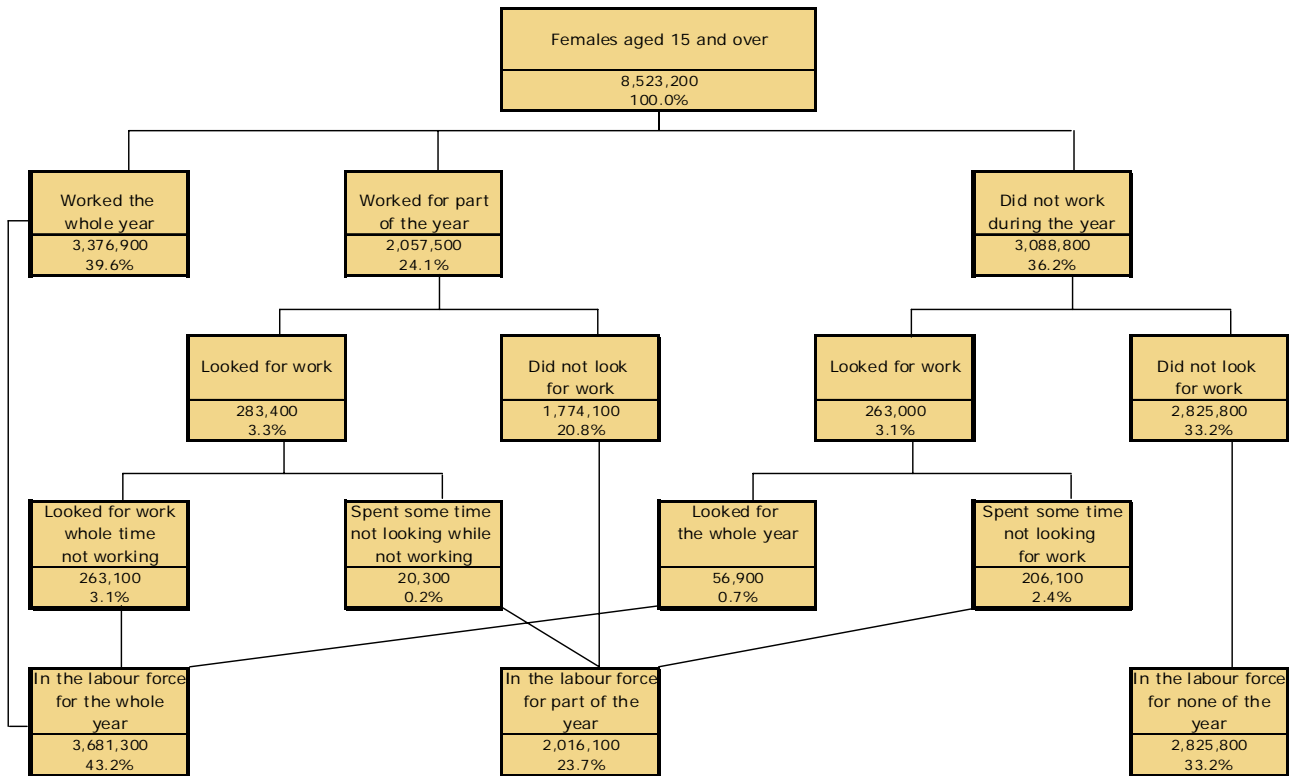 Females aged 15 and over
8,523,200
100.0%
Worked the
whole year
3,376,900
39.6%
Worked for part
of the year
2,057,500
24.1%
Did not work
during the year
3,088,800
36.2%
Looked for work
283,400
3.3%
Did not look
for work
1,774,100
20.8%
Looked for work
263,000
3.1%
Did not look
for work
2,825,800
33.2%
Looked for work
whole time
not working
263,100
3.1%
Spent some time
not looking while
not working
20,300
0.2%
Looked for
the whole year
56,900
0.7%
Spent some time
not looking
for work
206,100
2.4%
In the labour force
for the whole
year
3,681,300
43.2%
In the labour force
for part of the
year
2,016,100
23.7%
In the labour force
for none of the
year
2,825,800
33.2%